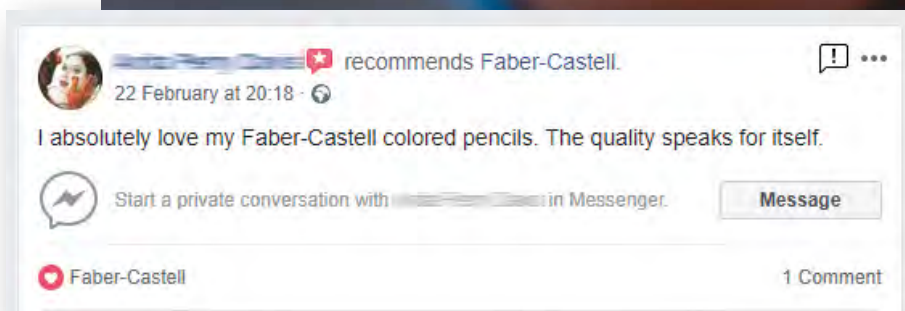 recommends Faber-Castell.
22 February at 20:18 ·
I absolutely love my Faber-Castell colored pencils. The quality speaks for itself.
Start a private conversation with in Messenger.
Message
Faber-Castell
1 Comment